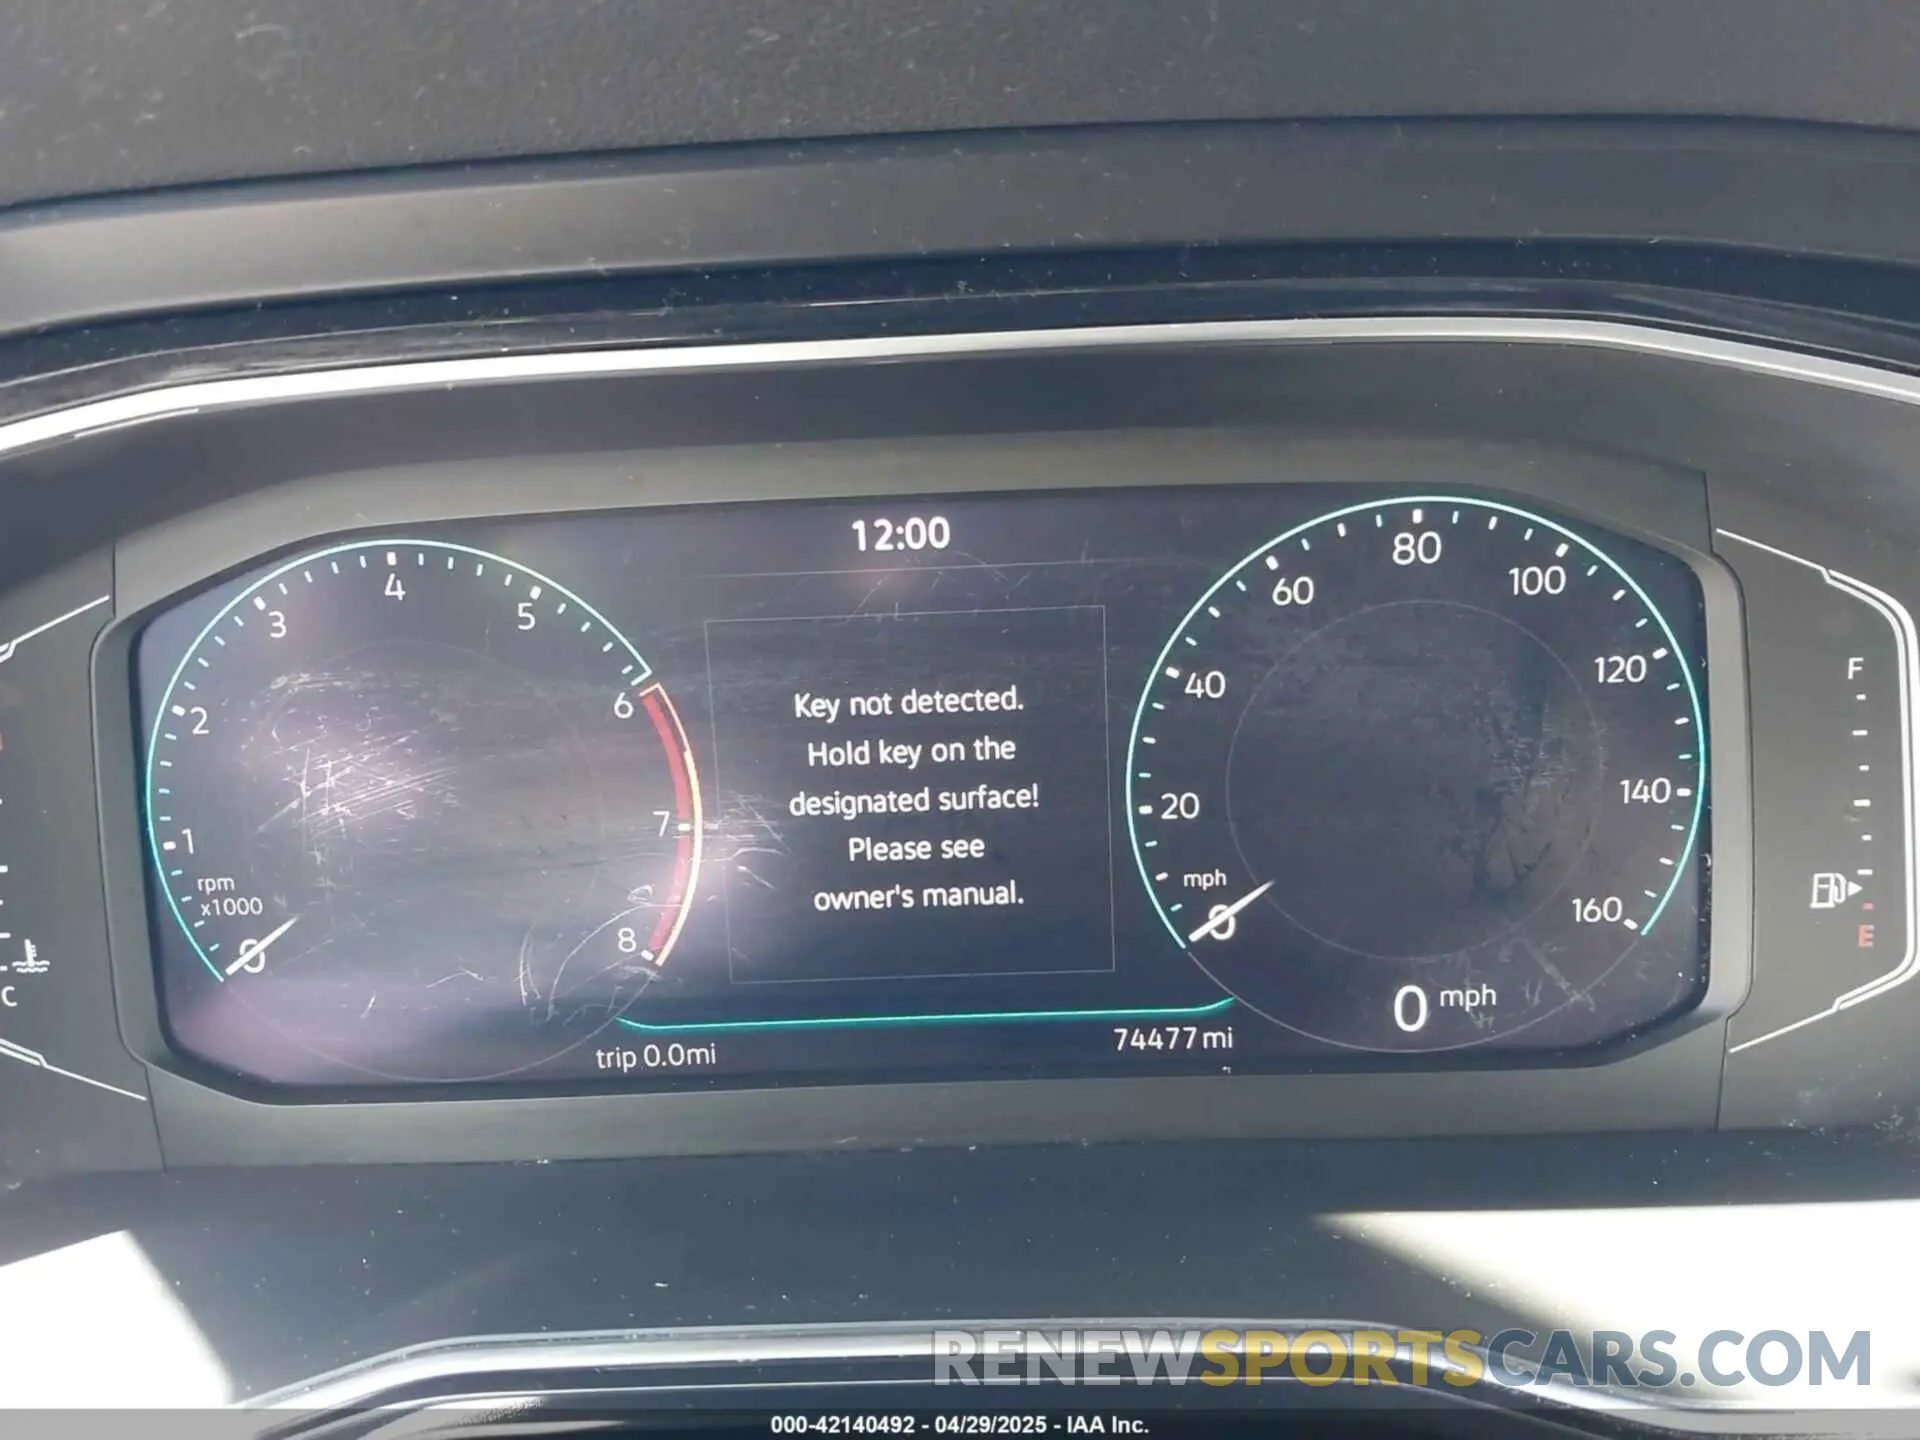 12:00
1
2
3
4
5
6
7
8
rpm
x1000
0
Key not detected.
Hold key on the
designated surface!
Please see
owner's manual.
0
20
40
60
80
100
120
140
160
mph
0 mph
trip 0.0mi
74477 mi
C
F
E
RENEWSPORTSCARS.COM
000-42140492 - 04/29/2025 - IAA Inc.